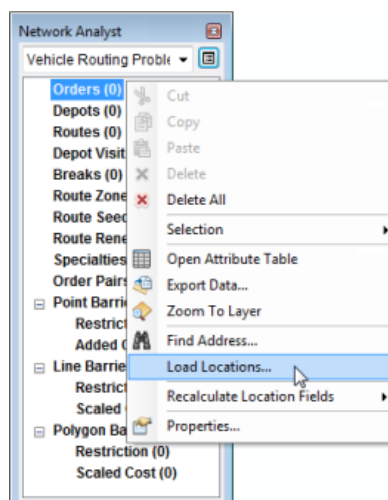 Network Analyst
Vehicle Routing Proble
Orders (0)
Depots (0)
Routes (0)
Depot Visit
Breaks (0)
Route Zone
Route Seed
Route Rene
Specialties
Order Pairs
Point Barrie
Restrict
Added C
Line Barrie
Restrict
Scaled
Polygon Ba
Restriction (0)
Scaled Cost (0)
Cut
Copy
Paste
Delete
Delete All
Selection
Open Attribute Table
Export Data...
Zoom To Layer
Find Address...
Load Locations...
Recalculate Location Fields
Properties...